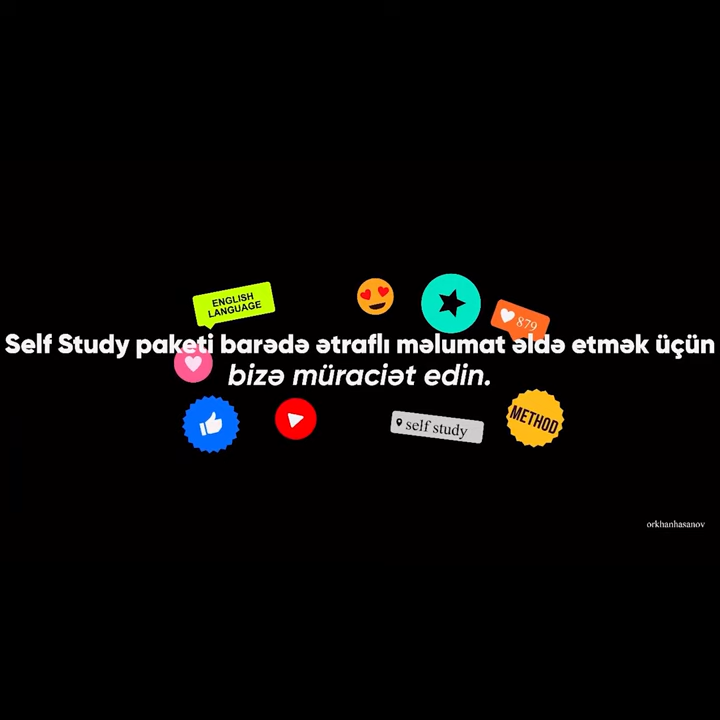 ENGLISH
LANGUAGE
879
Self Study paketi barədə ətraflı məlumat əldə etmək üçün
bizə müraciət edin.
self study
METHOD
orkhanhasanov